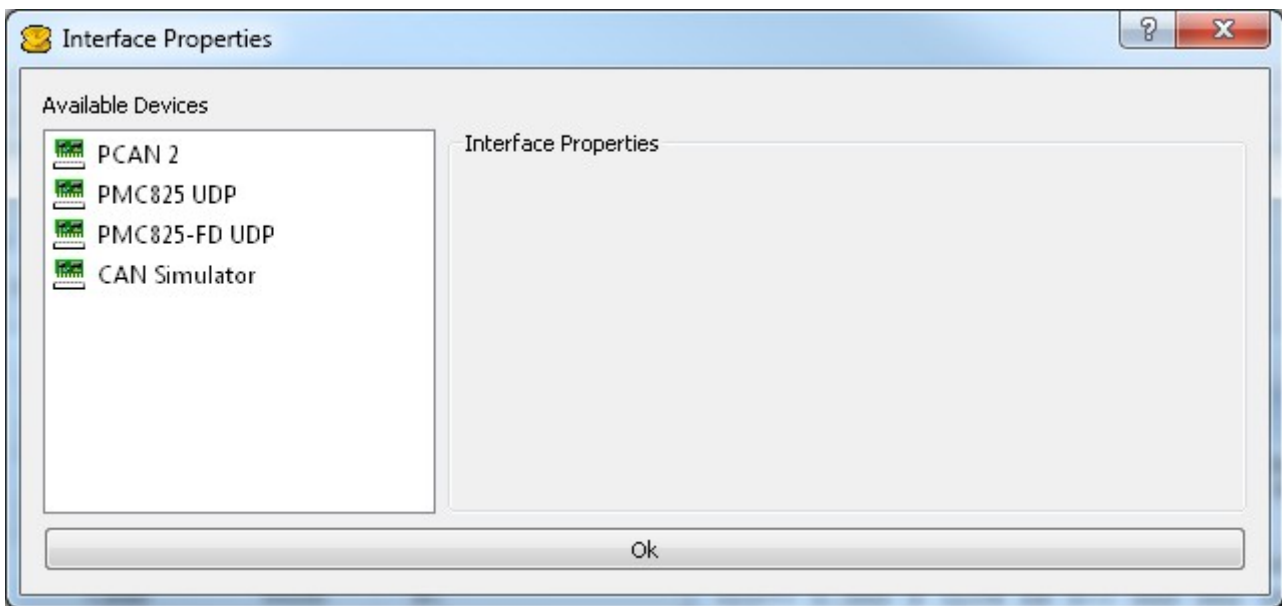 Interface Properties
?
Available Devices
PCAN 2
PMC825 UDP
PMC825-FD UDP
CAN Simulator
Interface Properties
Ok